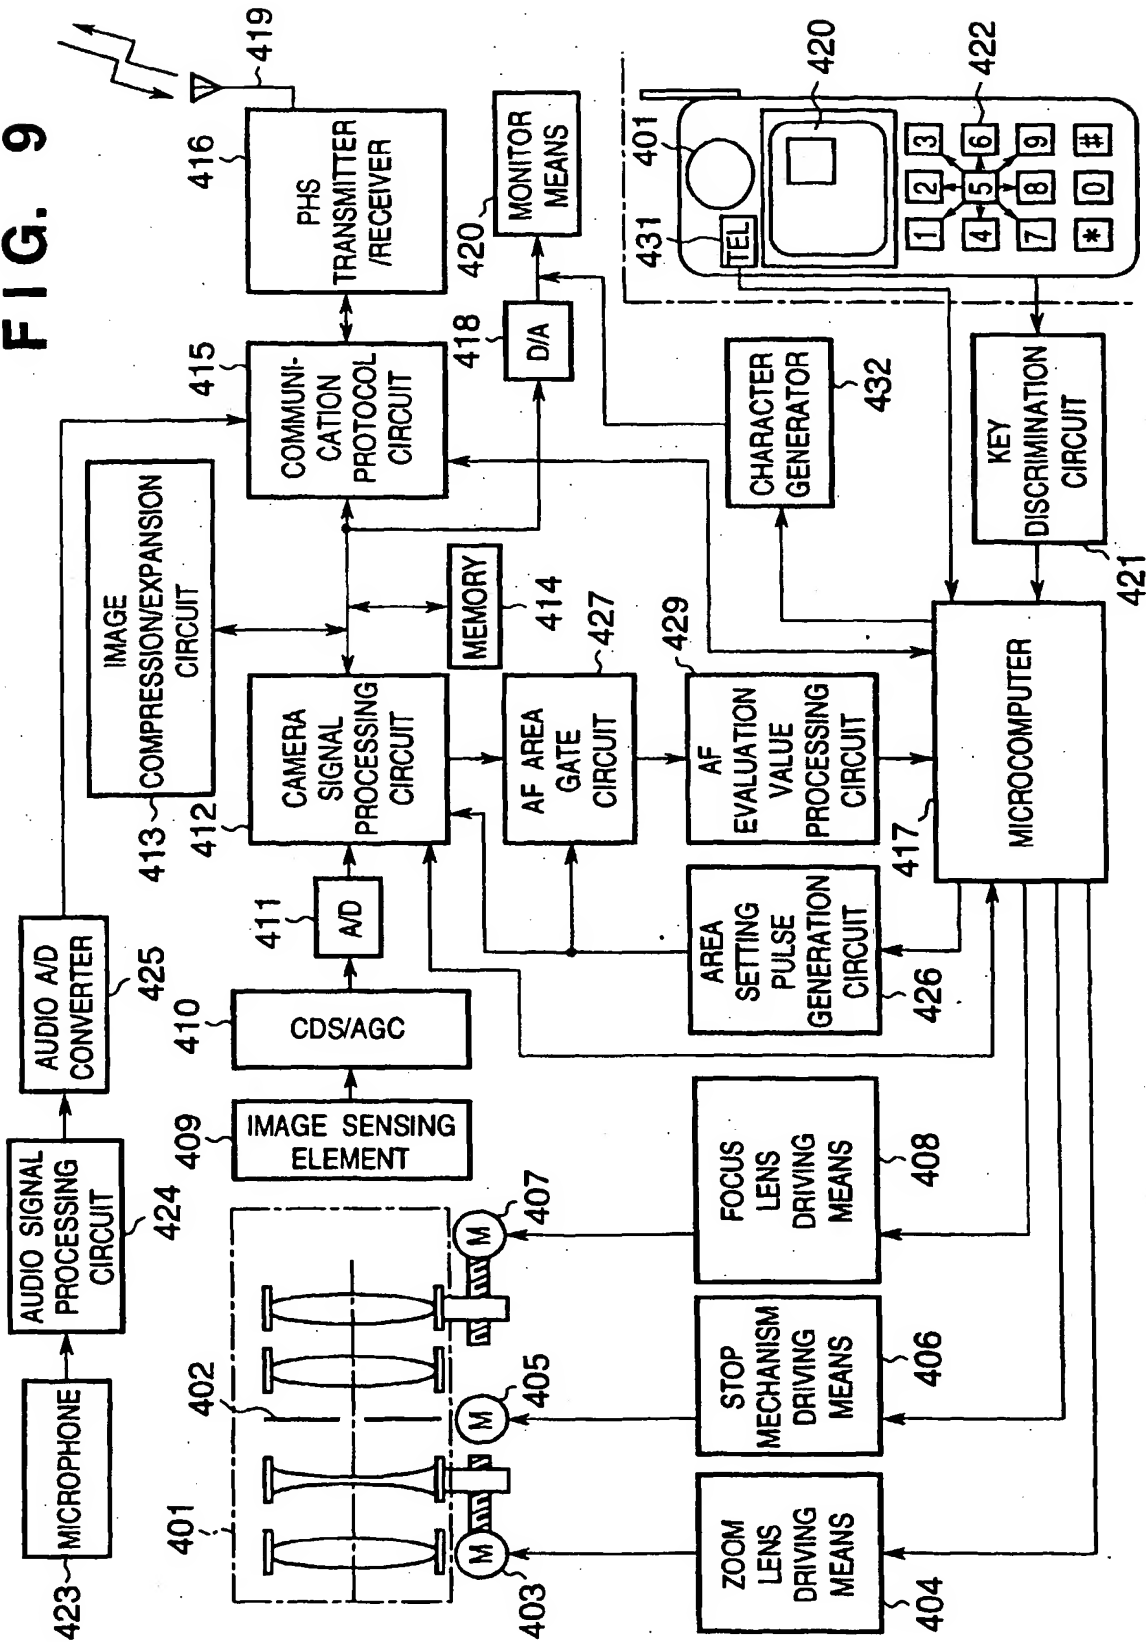 FIG. 9
423
MICROPHONE
AUDIO SIGNAL
PROCESSING
CIRCUIT
424
AUDIO A/D
CONVERTER
425
IMAGE
COMPRESSION/EXPANSION
CIRCUIT
413
415
COMMUNI-
CATION
PROTOCOL
CIRCUIT
416
PHS
TRANSMITTER
/RECEIVER
419
401
402
403
M
405
M
407
M
409
IMAGE SENSING
ELEMENT
410
CDS/AGC
411
A/D
412
CAMERA
SIGNAL
PROCESSING
CIRCUIT
MEMORY
414
418
D/A
420
MONITOR
MEANS
AF AREA
GATE
CIRCUIT
427
404
ZOOM
LENS
DRIVING
MEANS
406
STOP
MECHANISM
DRIVING
MEANS
408
FOCUS
LENS
DRIVING
MEANS
AREA
SETTING
PULSE
GENERATION
CIRCUIT
426
429
AF
EVALUATION
VALUE
PROCESSING
CIRCUIT
CHARACTER
GENERATOR
432
417
MICROCOMPUTER
KEY
DISCRIMINATION
CIRCUIT
421
431
401
TEL
420
422
1 2 3
4 5 6
7 8 9
* 0 #